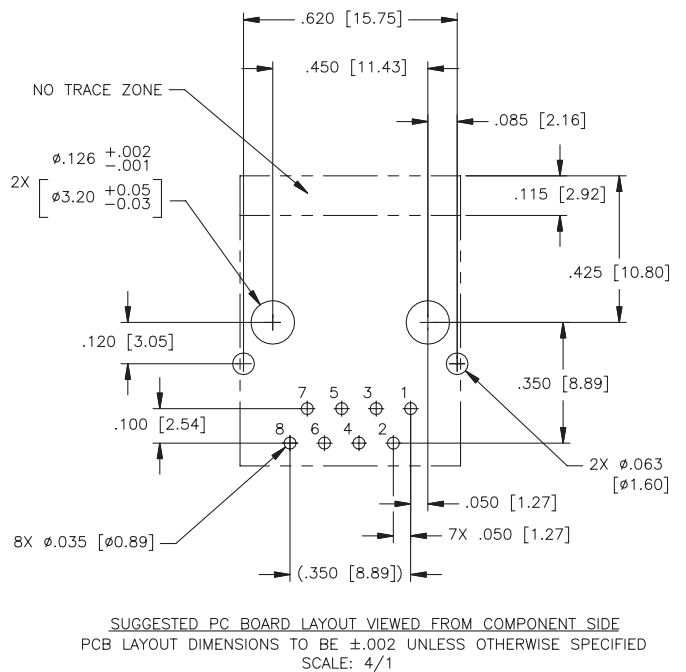 .620 [15.75]
.450 [11.43]
NO TRACE ZONE
.085 [2.16]
ø.126 +.002 -.001
2X [ø3.20 +0.05 -0.03]
.115 [2.92]
.425 [10.80]
.120 [3.05]
.350 [8.89]
7 5 3 1
.100 [2.54]
8 6 4 2
2X ø.063
[ø1.60]
.050 [1.27]
8X ø.035 [ø0.89]
7X .050 [1.27]
(.350 [8.89])
SUGGESTED PC BOARD LAYOUT VIEWED FROM COMPONENT SIDE
PCB LAYOUT DIMENSIONS TO BE ±.002 UNLESS OTHERWISE SPECIFIED
SCALE: 4/1